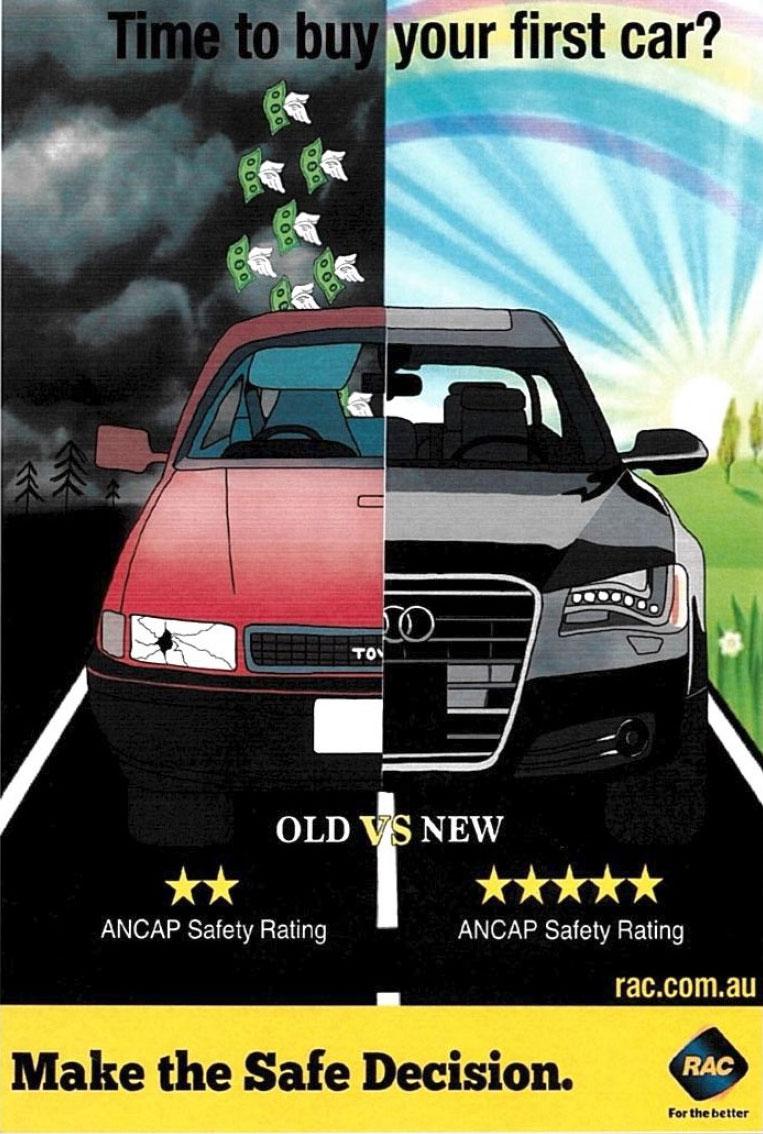 Time to buy your first car?
TOY
OLD VS NEW
ANCAP Safety Rating
ANCAP Safety Rating
rac.com.au
Make the Safe Decision.
RAC
For the better